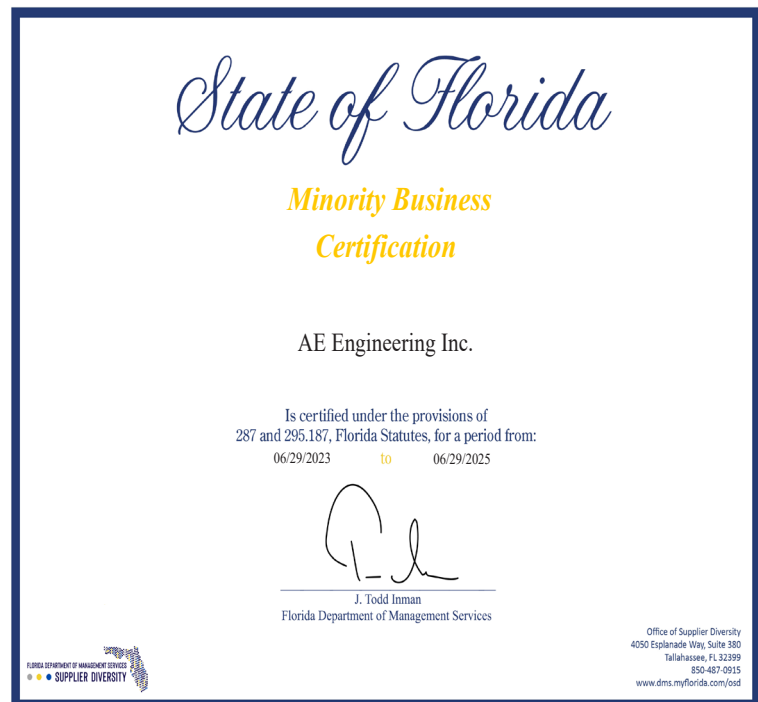 State of Florida
Minority Business
Certification
AE Engineering Inc.
Is certified under the provisions of
287 and 295.187, Florida Statutes, for a period from:
06/29/2023 to 06/29/2025
J. Todd Inman
Florida Department of Management Services
FLORIDA DEPARTMENT OF MANAGEMENT SERVICES
SUPPLIER DIVERSITY
Office of Supplier Diversity
4050 Esplanade Way, Suite 380
Tallahassee, FL 32399
850-487-0915
www.dms.myflorida.com/osd